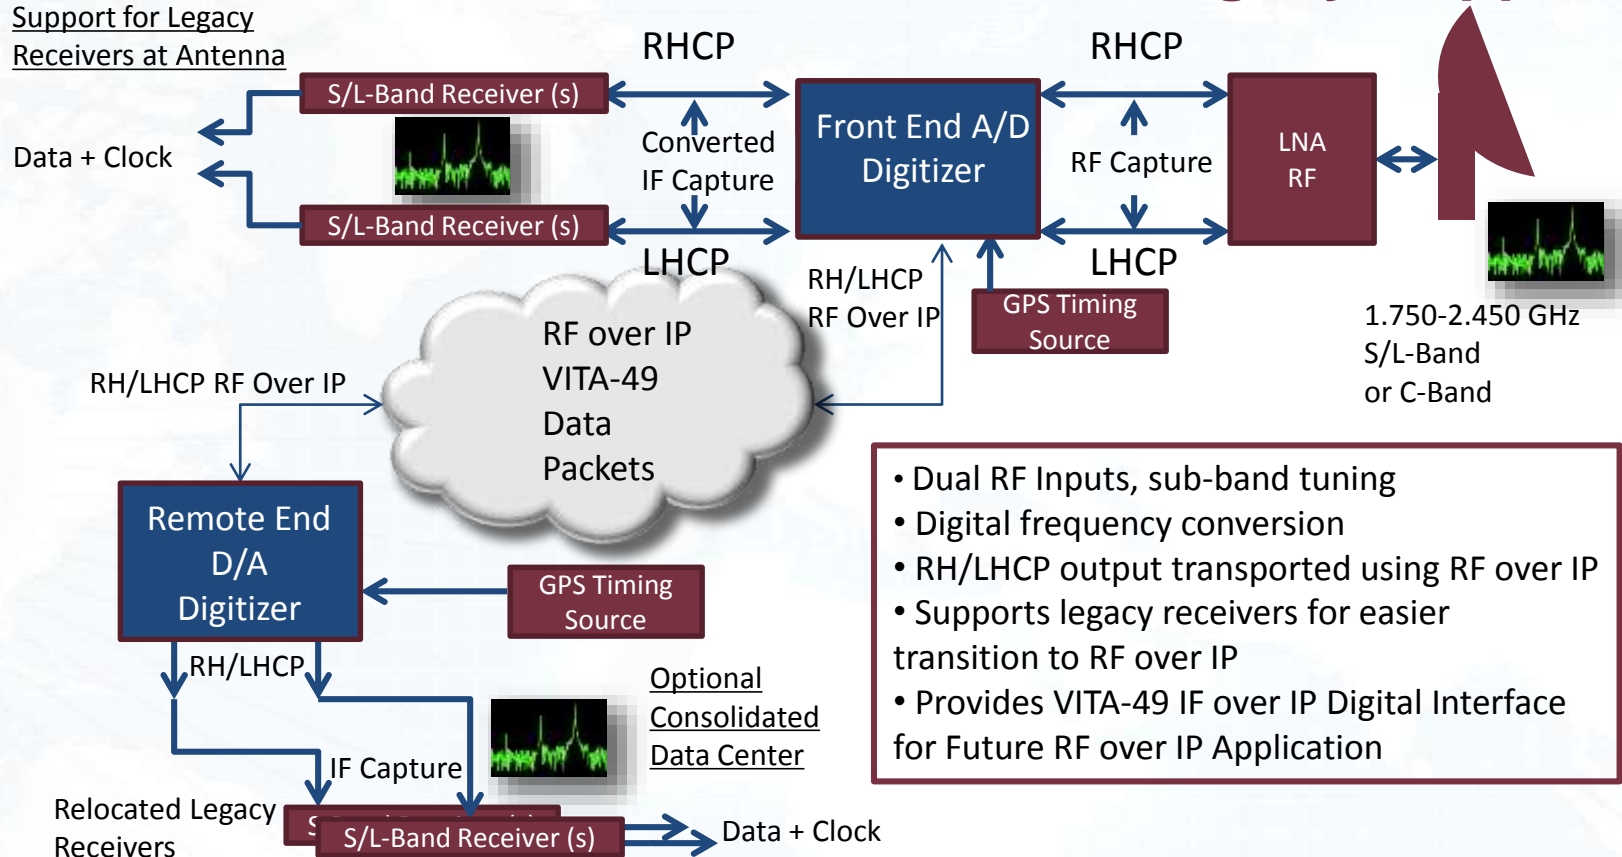 Support for Legacy
Receivers at Antenna
RHCP
RHCP
S/L-Band Receiver (s)
Data + Clock
Converted
IF Capture
Front End A/D
Digitizer
RF Capture
LNA
RF
S/L-Band Receiver (s)
LHCP
LHCP
RH/LHCP
RF Over IP
GPS Timing
Source
1.750-2.450 GHz
S/L-Band
or C-Band
RF over IP
VITA-49
Data
Packets
RH/LHCP RF Over IP
Remote End
D/A
Digitizer
GPS Timing
Source
RH/LHCP
Optional
Consolidated
Data Center
IF Capture
Relocated Legacy
Receivers
S/L-Band Receiver (s)
Data + Clock
• Dual RF Inputs, sub-band tuning
• Digital frequency conversion
• RH/LHCP output transported using RF over IP
• Supports legacy receivers for easier
transition to RF over IP
• Provides VITA-49 IF over IP Digital Interface
for Future RF over IP Application